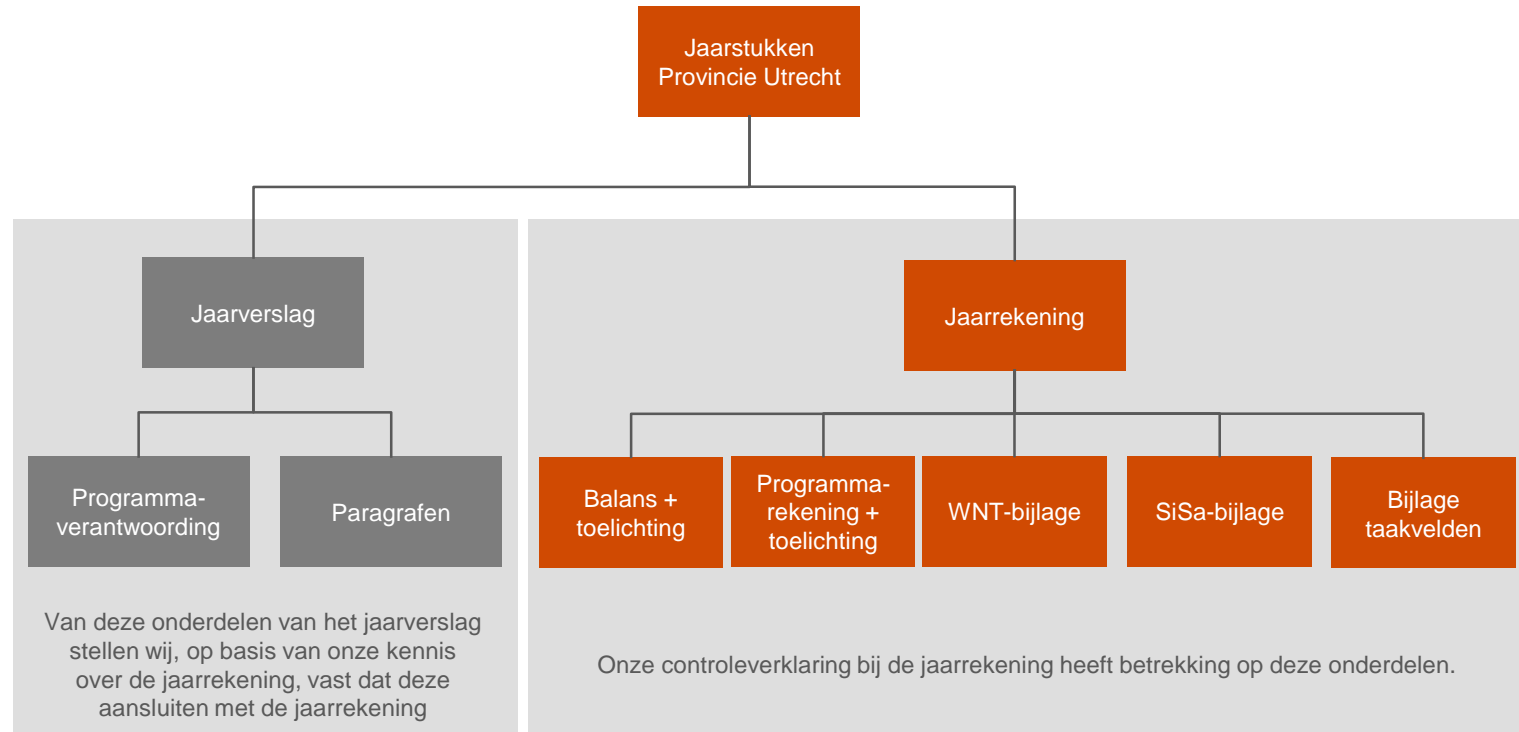 Jaarstukken
Provincie Utrecht
Jaarverslag
Jaarrekening
Programma-
verantwoording
Paragrafen
Balans +
toelichting
Programma-
rekening +
toelichting
WNT-bijlage
SiSa-bijlage
Bijlage
taakvelden
Van deze onderdelen van het jaarverslag
stellen wij, op basis van onze kennis
over de jaarrekening, vast dat deze
aansluiten met de jaarrekening
Onze controleverklaring bij de jaarrekening heeft betrekking op deze onderdelen.